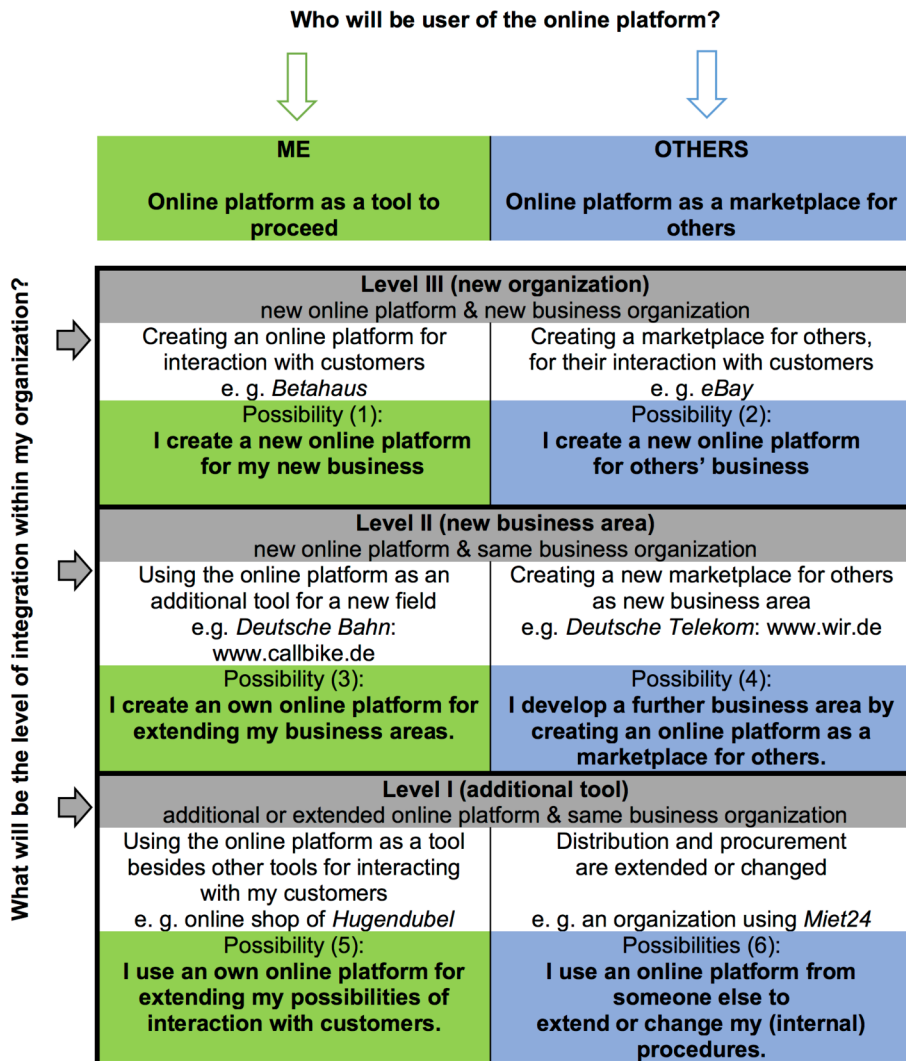 Who will be user of the online platform?
ME
Online platform as a tool to
proceed
OTHERS
Online platform as a marketplace for
others
What will be the level of integration within my organization?
Level III (new organization)
new online platform & new business organization
Creating an online platform for
interaction with customers
e. g. Betahaus
Creating a marketplace for others,
for their interaction with customers
e. g. eBay
Possibility (1):
I create a new online platform
for my new business
Possibility (2):
I create a new online platform
for others’ business
Level II (new business area)
new online platform & same business organization
Using the online platform as an
additional tool for a new field
e.g. Deutsche Bahn:
www.callbike.de
Creating a new marketplace for others
as new business area
e.g. Deutsche Telekom: www.wir.de
Possibility (3):
I create an own online platform for
extending my business areas.
Possibility (4):
I develop a further business area by
creating an online platform as a
marketplace for others.
Level I (additional tool)
additional or extended online platform & same business organization
Using the online platform as a tool
besides other tools for interacting
with my customers
e. g. online shop of Hugendubel
Distribution and procurement
are extended or changed
e. g. an organization using Miet24
Possibility (5):
I use an own online platform for
extending my possibilities of
interaction with customers.
Possibilities (6):
I use an online platform from
someone else to
extend or change my (internal)
procedures.